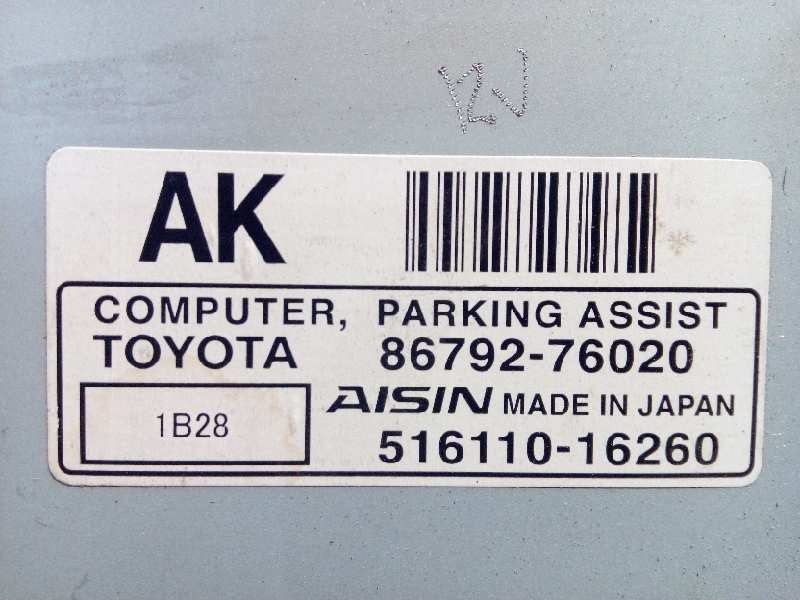 AK
COMPUTER, PARKING ASSIST
TOYOTA 86792-76020
AISIN MADE IN JAPAN
1B28
516110-16260